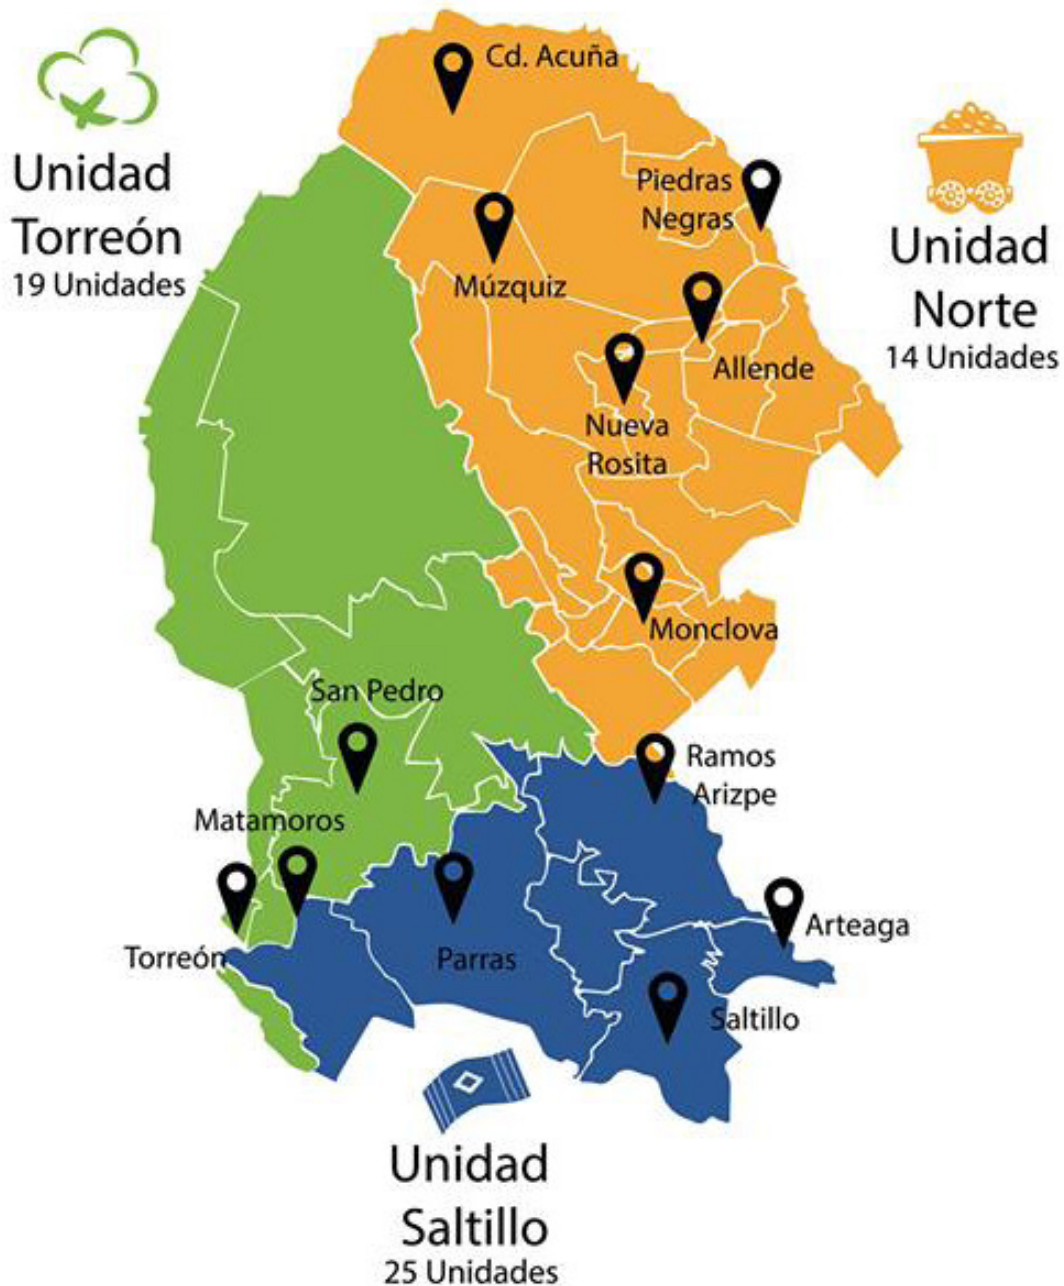 Cd. Acuña
Unidad
Torreón
19 Unidades
Piedras
Negras
Unidad
Norte
14 Unidades
Múzquiz
Allende
Nueva
Rosita
Monclova
San Pedro
Ramos
Arizpe
Matamoros
Arteaga
Torreón
Parras
Saltillo
Unidad
Saltillo
25 Unidades